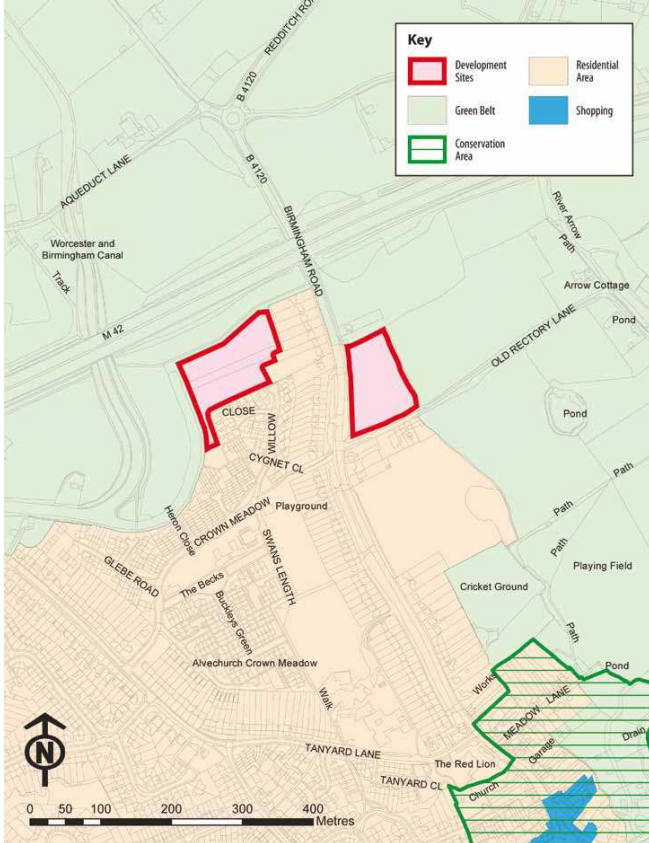 REDDITCH RO
B 4120
Key
Development
Sites
Residential
Area
Green Belt
Shopping
Conservation
Area
AQUEDUCT LANE
B 4120
BIRMINGHAM ROAD
River Arrow
Path
Worcester and
Birmingham Canal
Track
Arrow Cottage
Pond
M 42
OLD RECTORY LANE
CLOSE
WILLOW
Pond
CYGNET CL
Path
Playground
CROWN MEADOW
Heron Close
Path
SWANS LENGTH
Path
GLEBE ROAD
Playing Field
The Becks
Cricket Ground
Buckleys Green
Path
Alvechurch Crown Meadow
Pond
Works
Walk
MEADOW LANE
Drain
N
TANYARD LANE
Garage
The Red Lion
TANYARD CL
Church
0 50 100 200 300 400
Metres